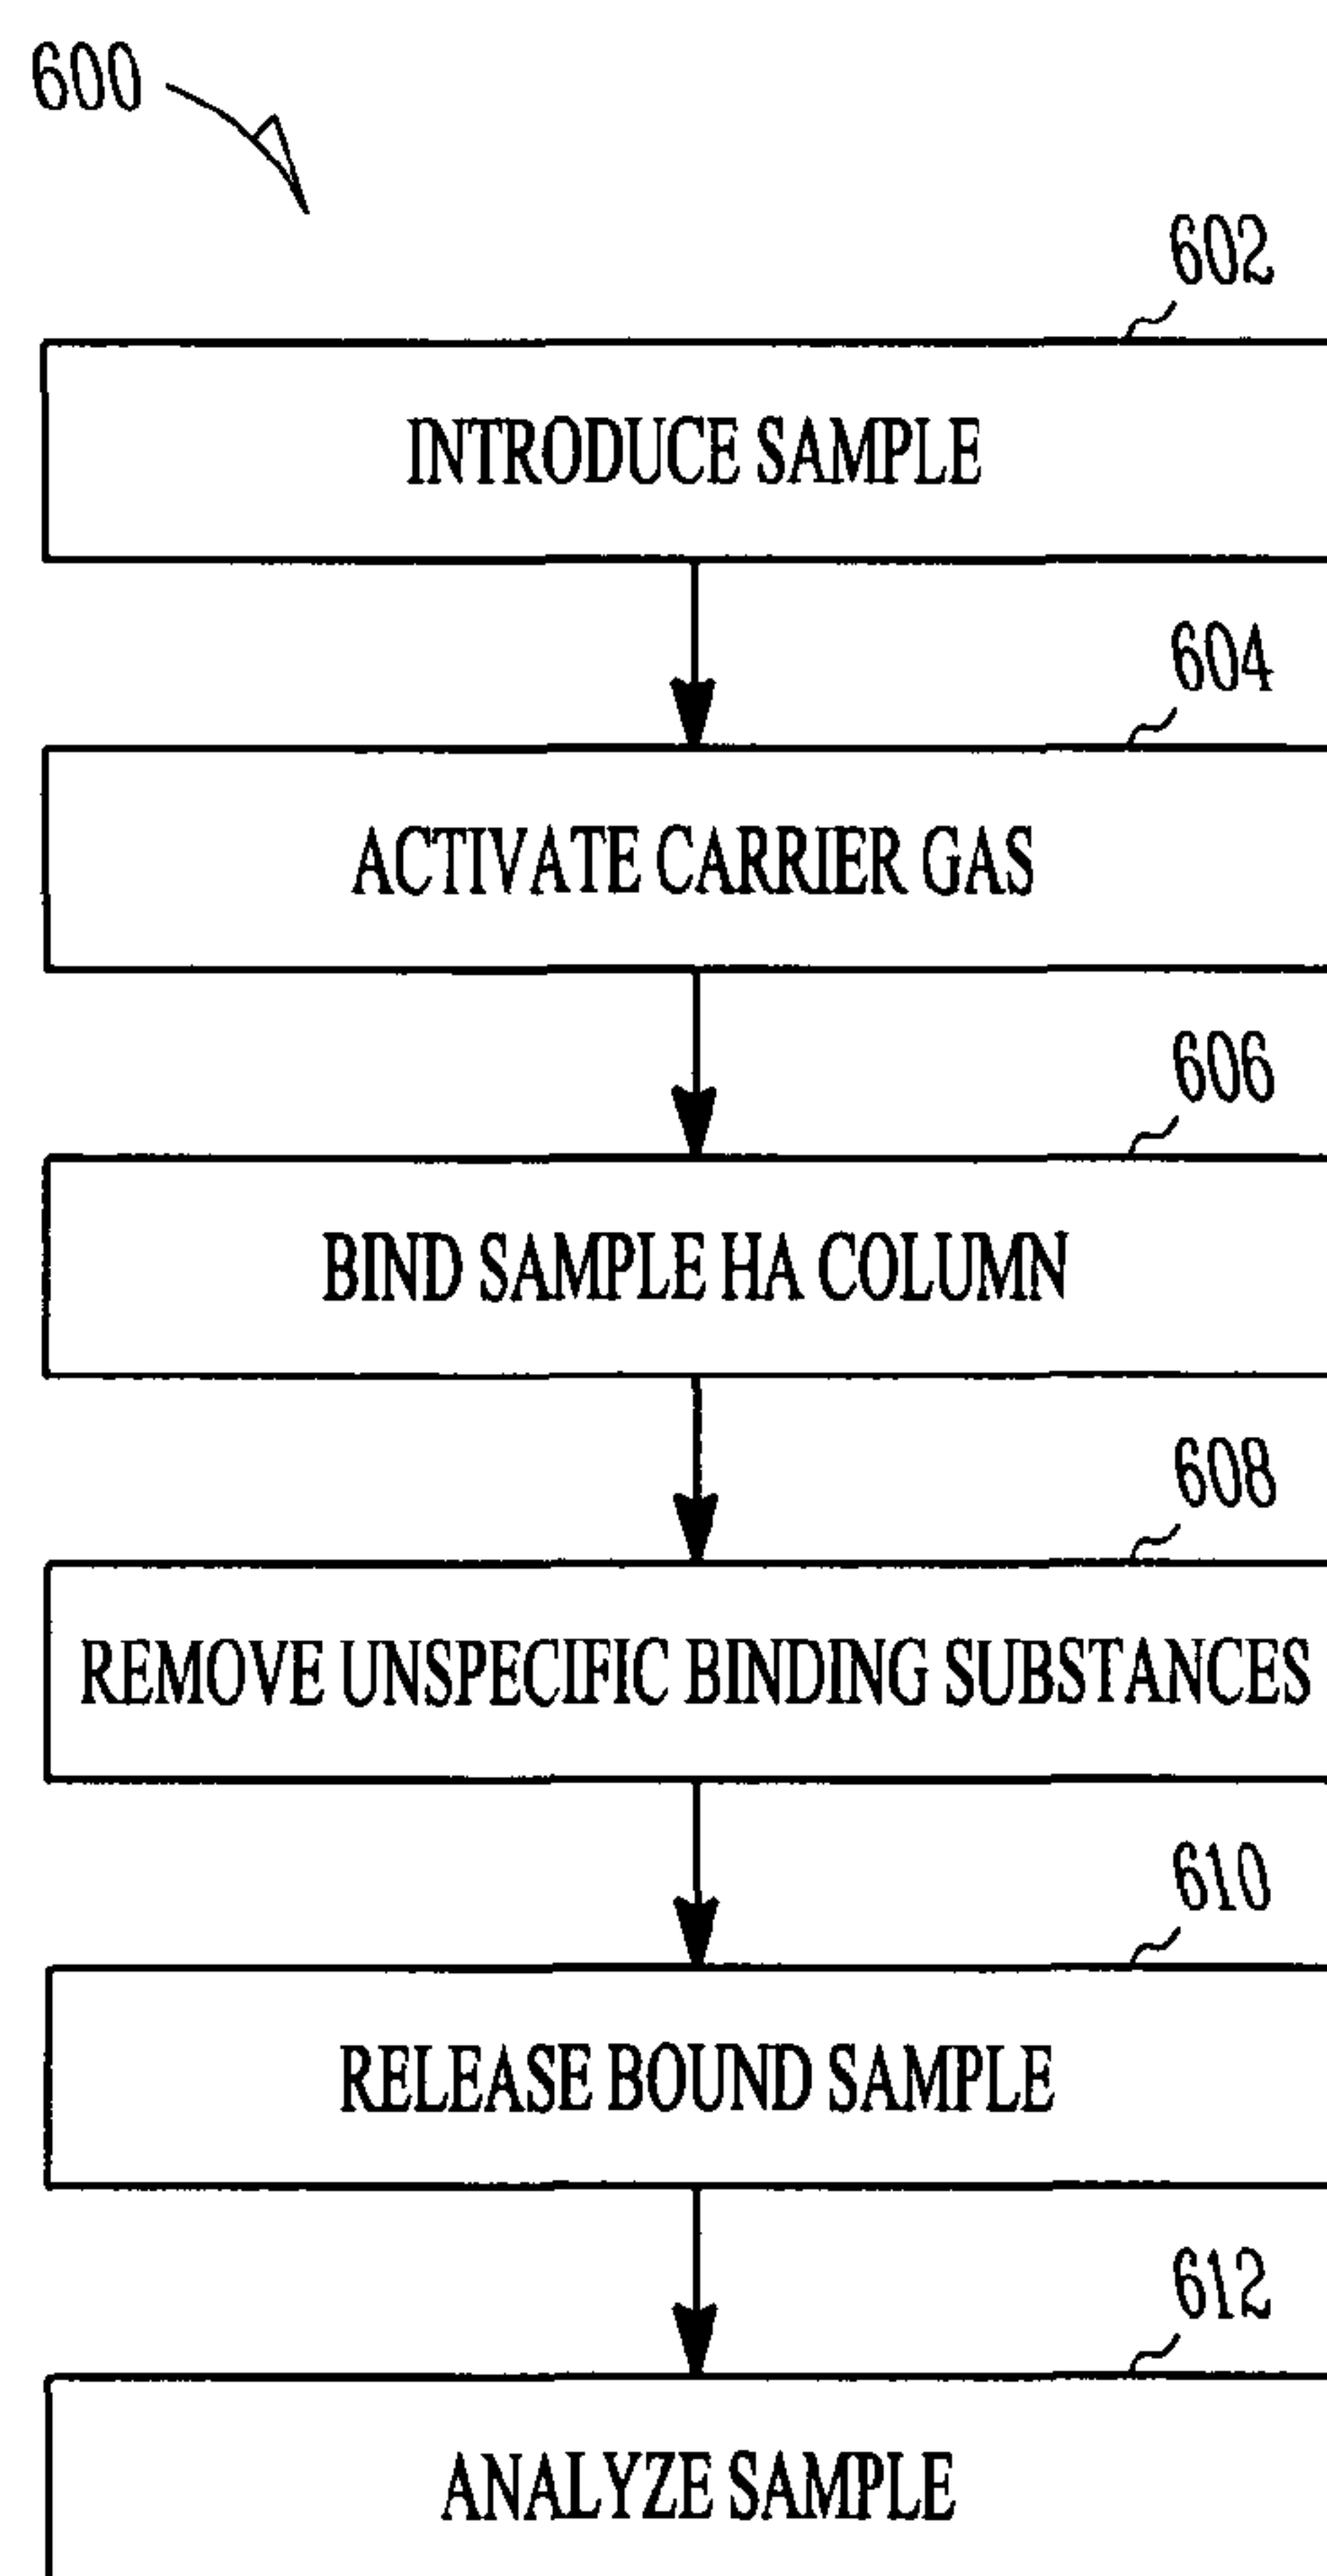 600
602
INTRODUCE SAMPLE
604
ACTIVATE CARRIER GAS
606
BIND SAMPLE HA COLUMN
608
REMOVE UNSPECIFIC BINDING SUBSTANCES
610
RELEASE BOUND SAMPLE
612
ANALYZE SAMPLE